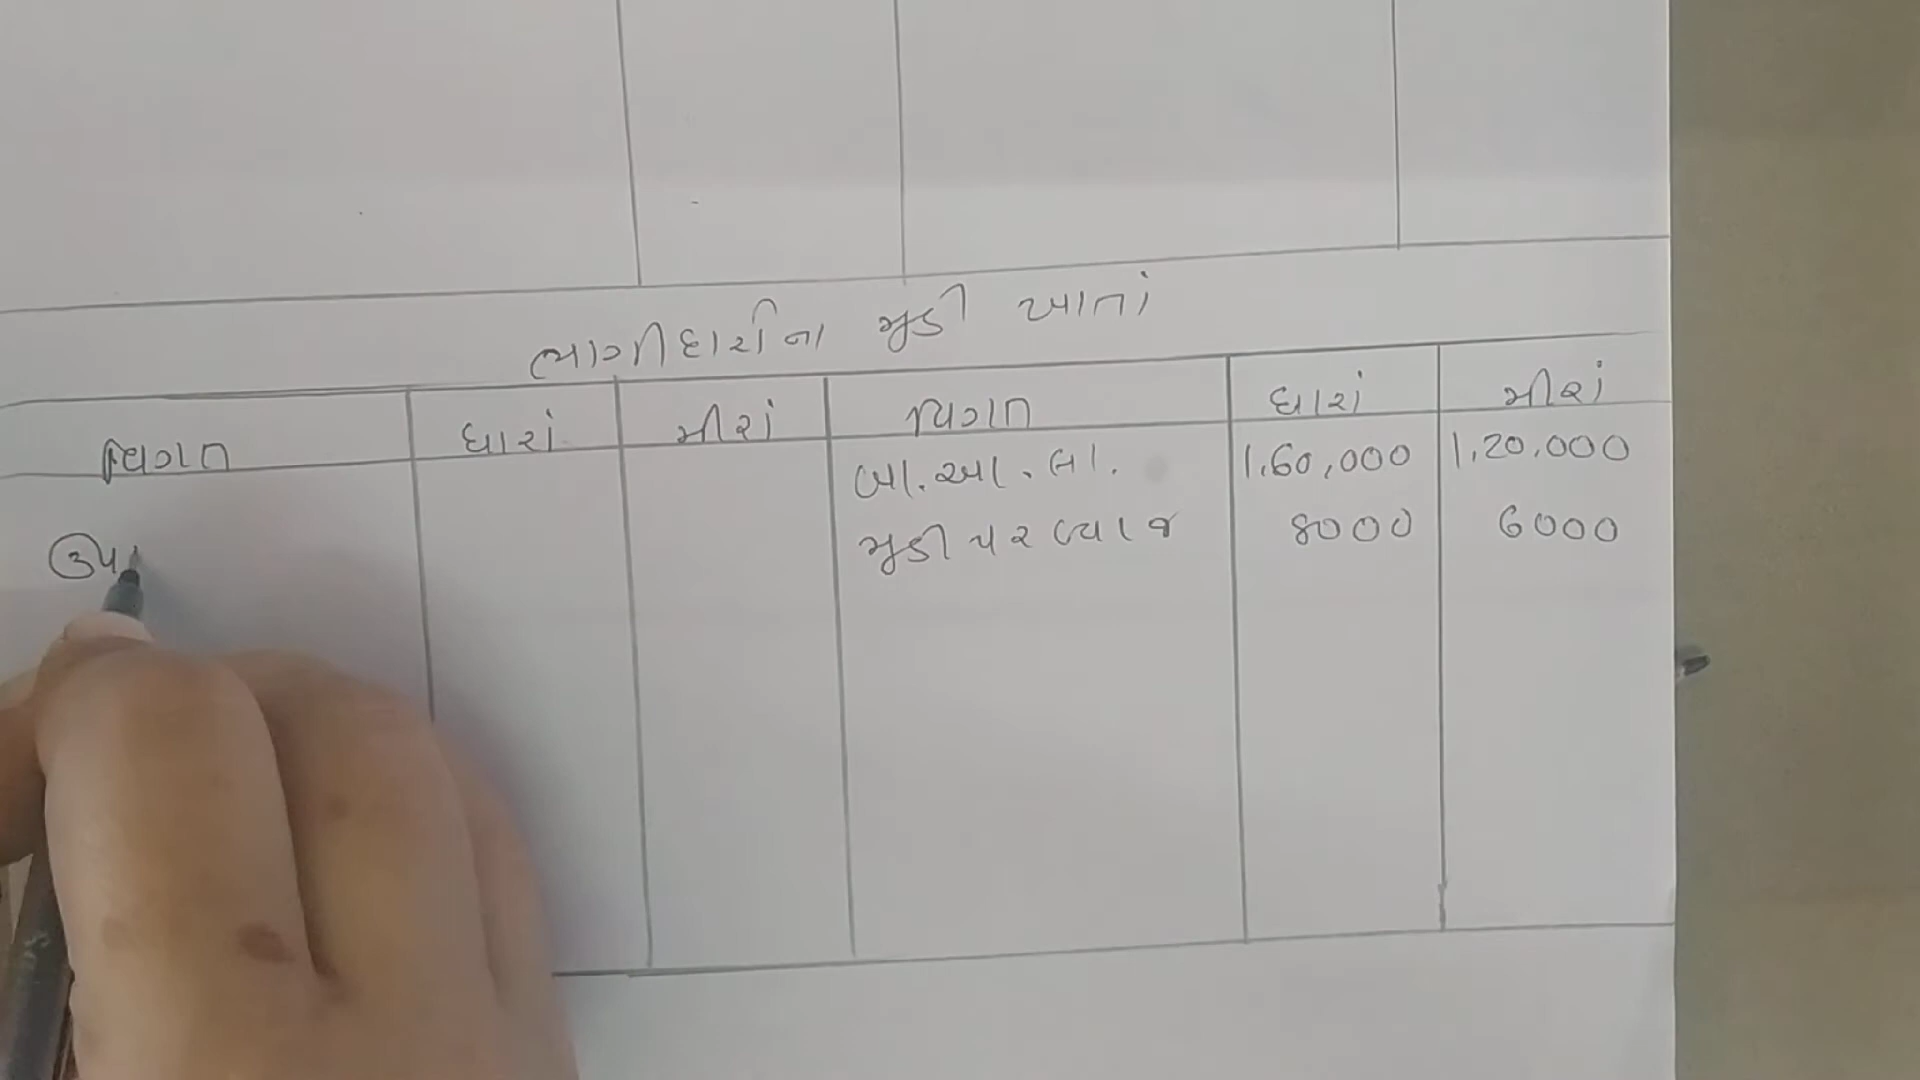 ભાગીદારોના મુડી ખાતાં
વિગત ધારાં મીરાં વિગત ધારાં મીરાં
બા.આ.લા. 1,60,000 1,20,000
ઉપા મુડી પર વ્યાજ 8000 6000